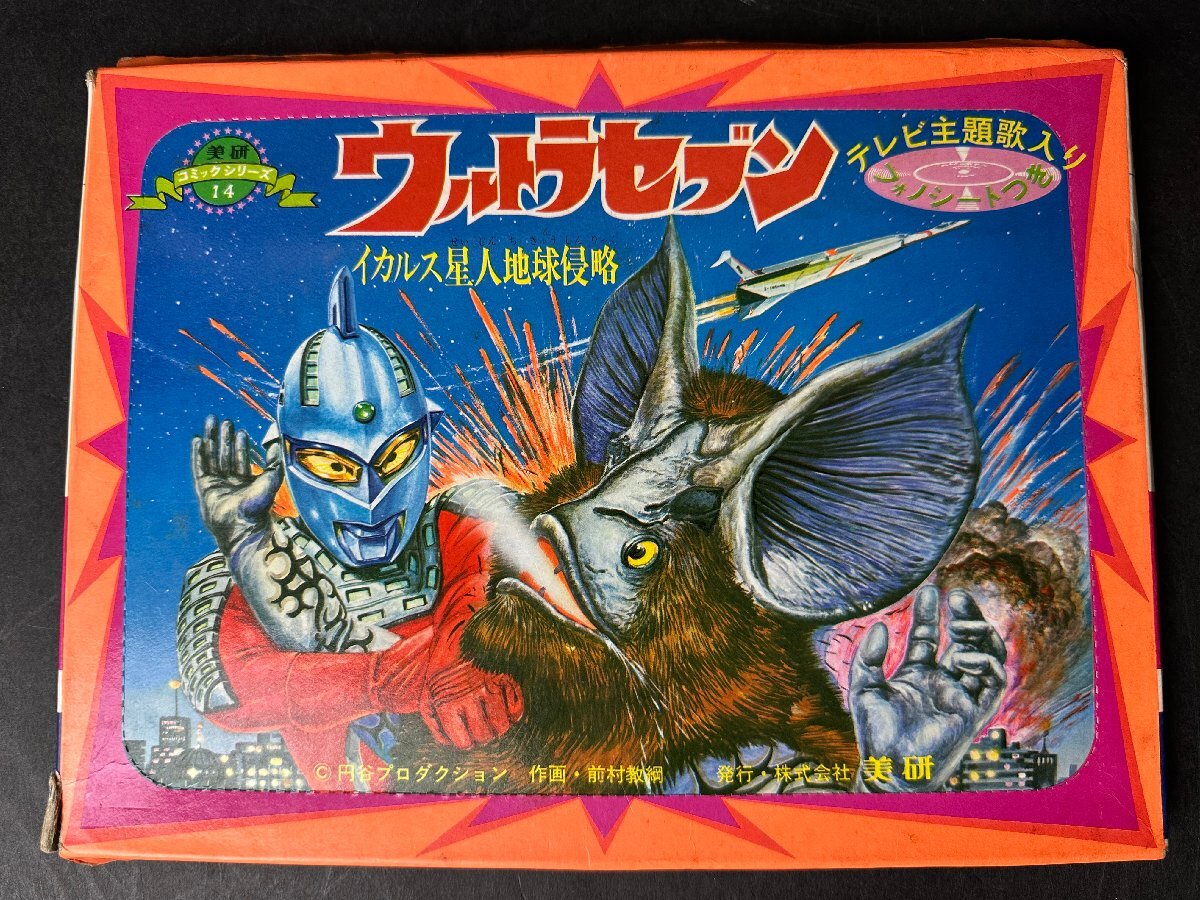 美研
コミックシリーズ
14
ウルトラセブン
テレビ主題歌入り
フォノシートつき
イカルス星人地球侵略
© 円谷プロダクション 作画・前村教綱 発行・株式会社 美研